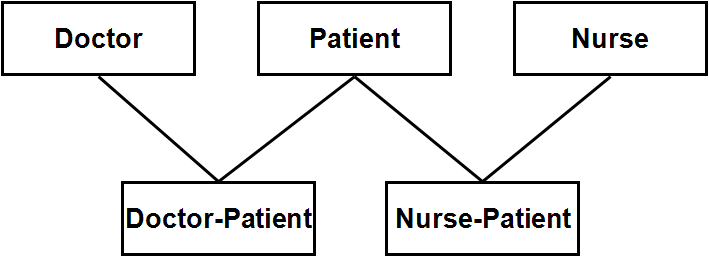 Doctor
Patient
Nurse
Doctor-Patient
Nurse-Patient